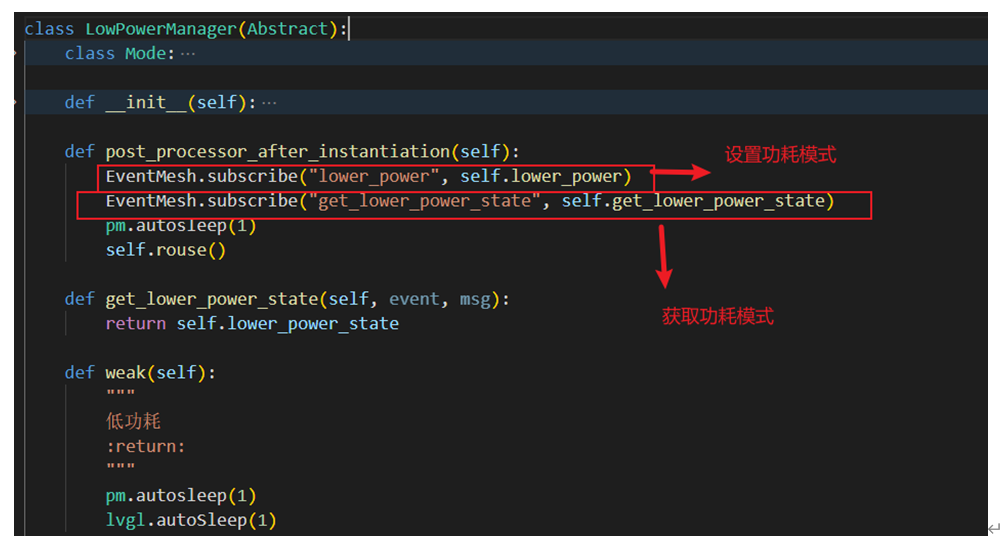 class LowPowerManager(Abstract):
class Mode: ···
def __init__(self): ···
def post_processor_after_instantiation(self):
设置功耗模式
EventMesh.subscribe("lower_power", self.lower_power)
EventMesh.subscribe("get_lower_power_state", self.get_lower_power_state)
pm.autosleep(1)
self.rouse()
def get_lower_power_state(self, event, msg):
获取功耗模式
return self.lower_power_state
def weak(self):
"""
低功耗
:return:
"""
pm.autosleep(1)
lvgl.autoSleep(1)